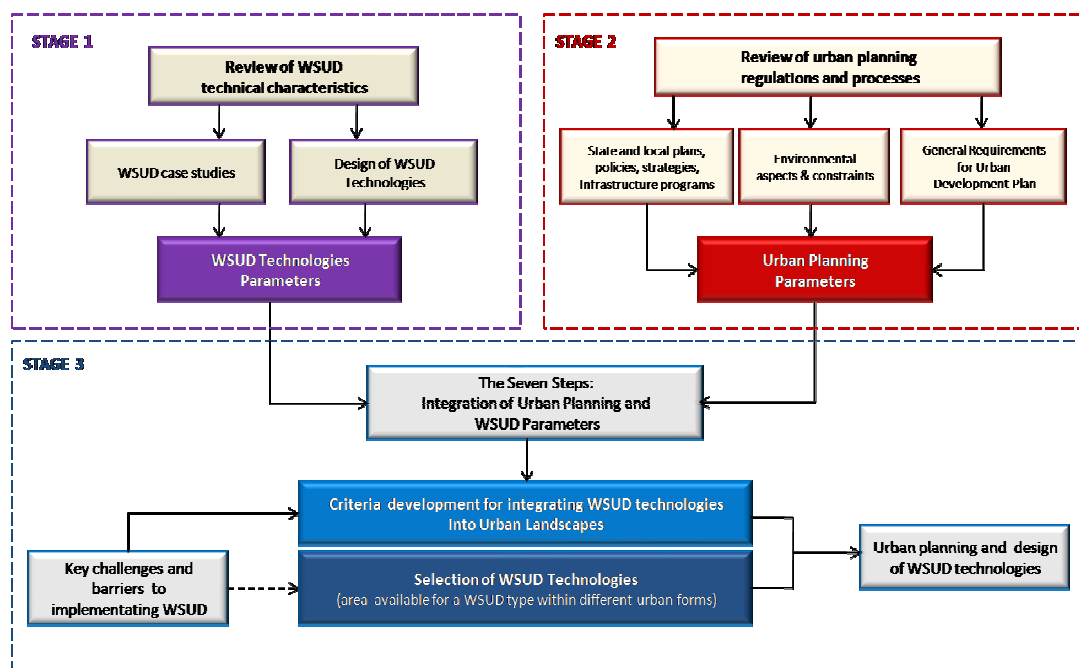 STAGE 1
Review of WSUD
technical characteristics
WSUD case studies
Design of WSUD
Technologies
WSUD Technologies
Parameters
STAGE 2
Review of urban planning
regulations and processes
State and local plans,
policies, strategies,
Infrastructure programs
Environmental
aspects & constraints
General Requirements
for Urban
Development Plan
Urban Planning
Parameters
STAGE 3
The Seven Steps:
Integration of Urban Planning and
WSUD Parameters
Criteria development for integrating WSUD technologies
Into Urban Landscapes
Key challenges and
barriers to
implementating WSUD
Selection of WSUD Technologies
(area available for a WSUD type within different urban forms)
Urban planning and design
of WSUD technologies